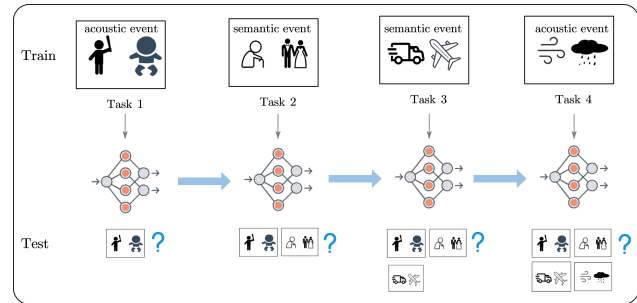 acoustic event
semantic event
semantic event
acoustic event
Train
Task 1
Task 2
Task 3
Task 4
Test
?
?
?
?